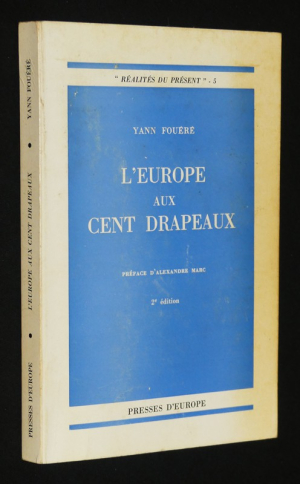 " RÉALITÉS DU PRÉSENT " - 5
YANN FOUÉRÉ
L'EUROPE
AUX
CENT DRAPEAUX
PRÉFACE D'ALEXANDRE MARC
2e édition
PRESSES D'EUROPE
YANN FOUÉRÉ • L'EUROPE AUX CENT DRAPEAUX • PRESSES D'EUROPE